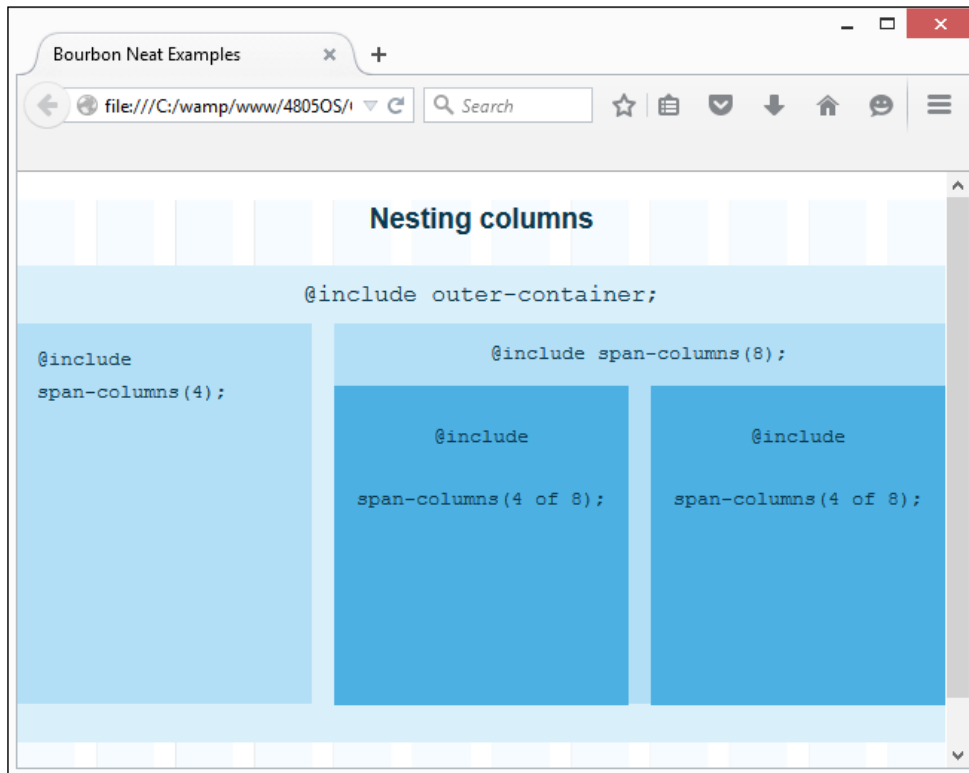 Bourbon Neat Examples
file:///C:/wamp/www/4805OS/
Search
Nesting columns
@include outer-container;
@include
span-columns(4);
@include span-columns(8);
@include
span-columns(4 of 8);
@include
span-columns(4 of 8);